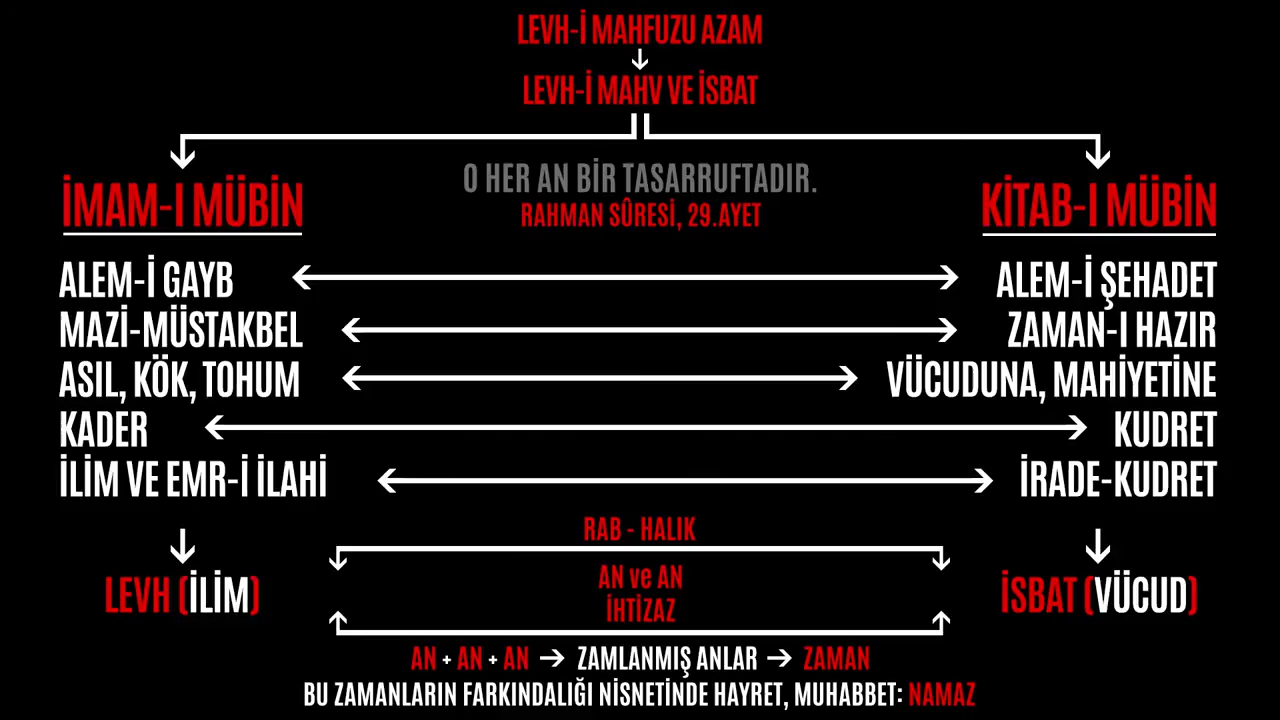 LEVH-İ MAHFUZU AZAM
LEVH-İ MAHV VE İSBAT
O HER AN BİR TASARRUFTADIR.
RAHMAN SÛRESİ, 29.AYET
İMAM-I MÜBİN
KİTAB-I MÜBİN
ALEM-İ GAYB
ALEM-İ ŞEHADET
MAZİ-MÜSTAKBEL
ZAMAN-I HAZIR
ASIL, KÖK, TOHUM
VÜCUDUNA, MAHİYETİNE
KADER
KUDRET
İLİM VE EMR-İ İLAHİ
İRADE-KUDRET
RAB - HALIK
LEVH (İLİM)
AN ve AN
İHTİZAZ
İSBAT (VÜCUD)
AN + AN + AN → ZAMLANMIŞ ANLAR → ZAMAN
BU ZAMANLARIN FARKINDALIĞI NİSNETİNDE HAYRET, MUHABBET: NAMAZ